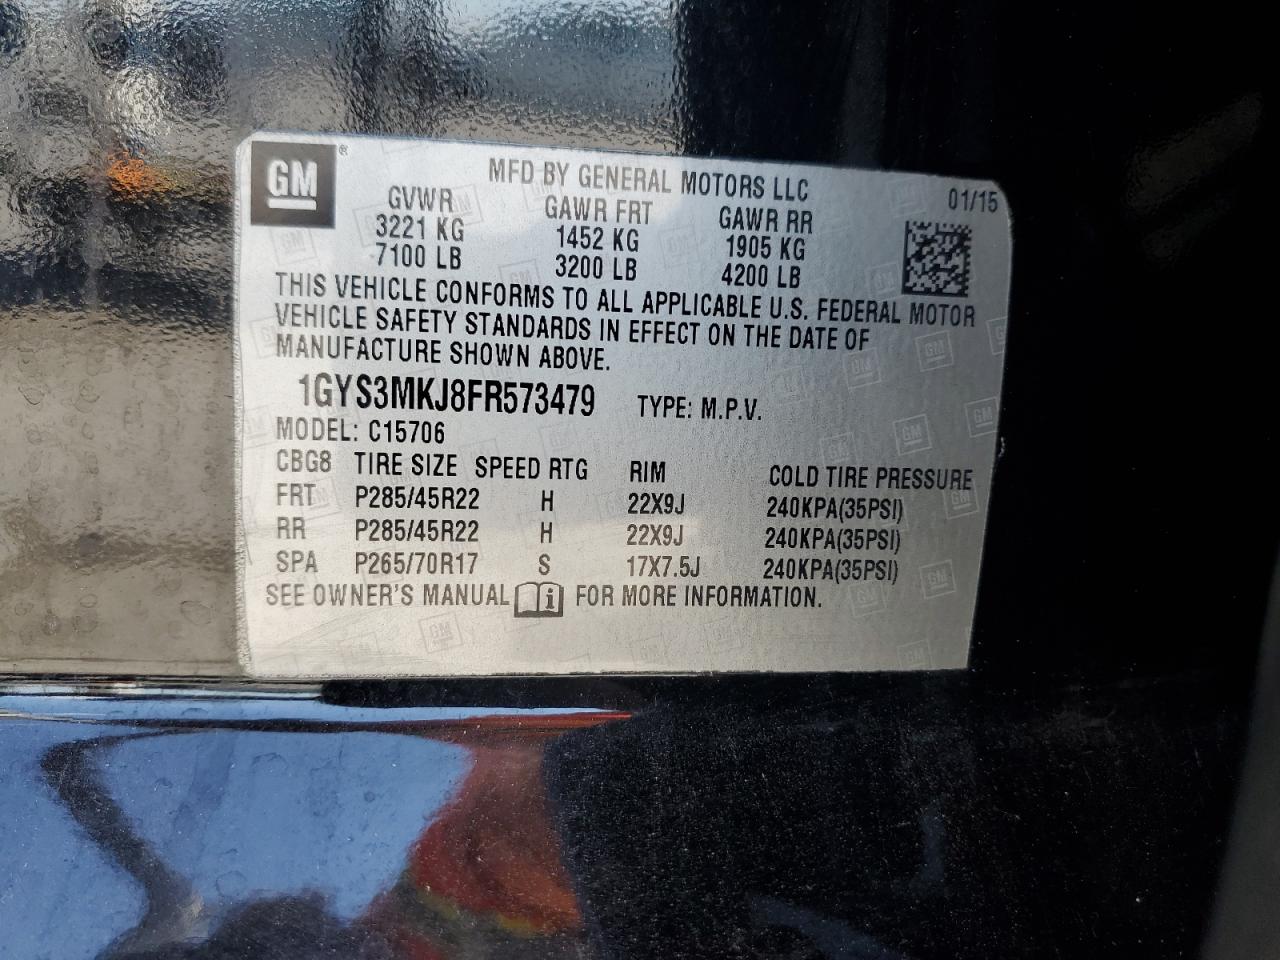 GM ®
MFD BY GENERAL MOTORS LLC
01/15
GVWR GAWR FRT GAWR RR
3221 KG 1452 KG 1905 KG
7100 LB 3200 LB 4200 LB
THIS VEHICLE CONFORMS TO ALL APPLICABLE U.S. FEDERAL MOTOR
VEHICLE SAFETY STANDARDS IN EFFECT ON THE DATE OF
MANUFACTURE SHOWN ABOVE.
1GYS3MKJ8FR573479 TYPE: M.P.V.
MODEL: C15706
CBG8 TIRE SIZE SPEED RTG RIM COLD TIRE PRESSURE
FRT P285/45R22 H 22X9J 240KPA(35PSI)
RR P285/45R22 H 22X9J 240KPA(35PSI)
SPA P265/70R17 S 17X7.5J 240KPA(35PSI)
SEE OWNER'S MANUAL i FOR MORE INFORMATION.